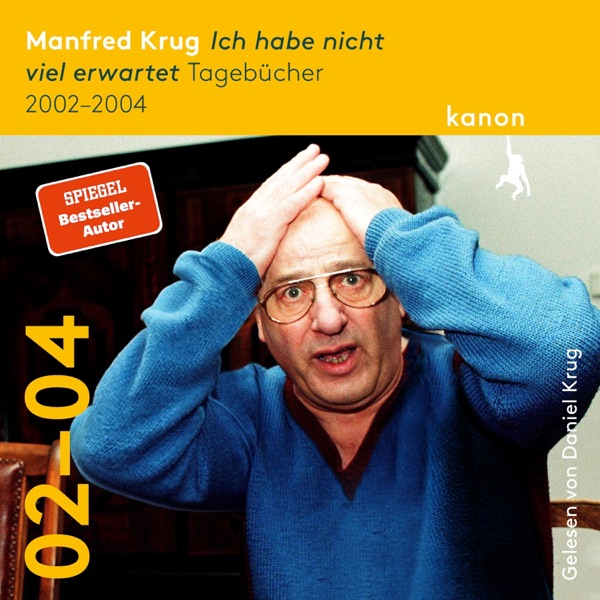 Manfred Krug Ich habe nicht
viel erwartet Tagebücher
2002–2004
kanon
SPIEGEL
Bestseller-
Autor
02–04
Gelesen von Daniel Krug